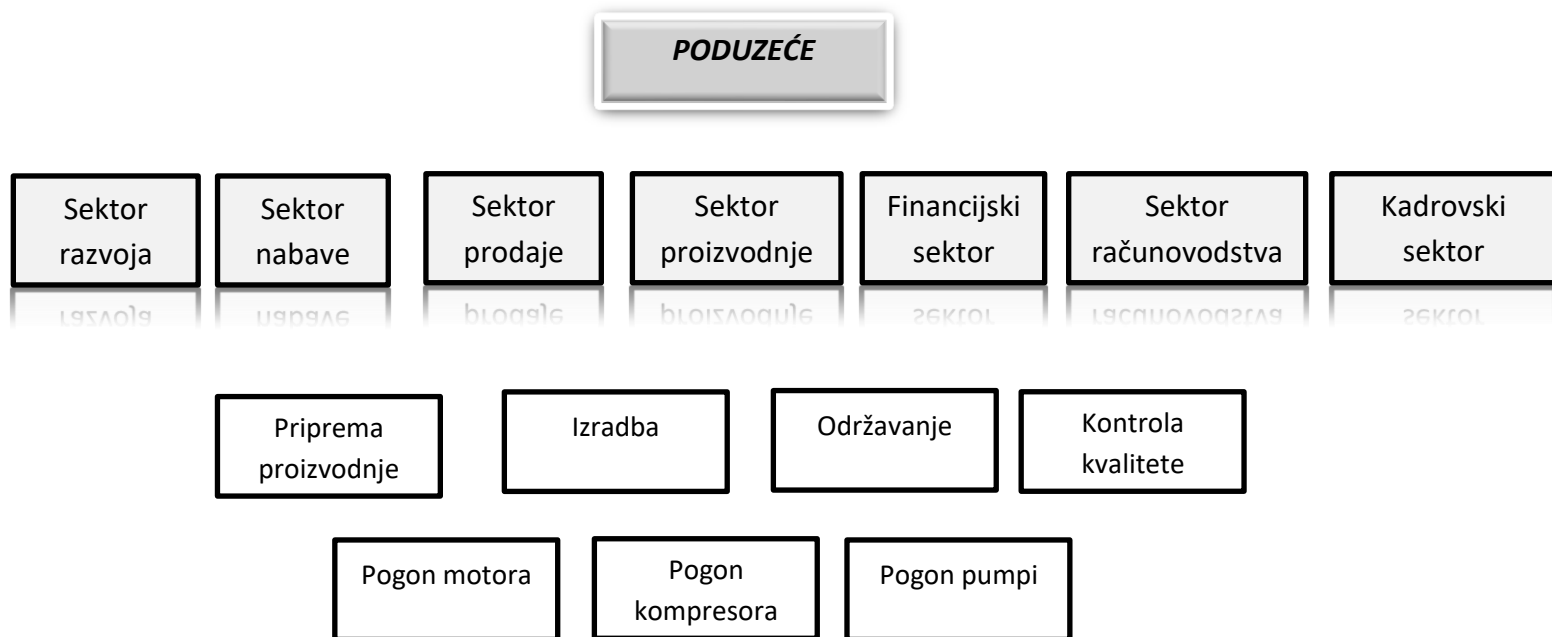 PODUZEĆE
Sektor
razvoja
Sektor
nabave
Sektor
prodaje
Sektor
proizvodnje
Financijski
sektor
Sektor
računovodstva
Kadrovski
sektor
Priprema
proizvodnje
Izradba
Održavanje
Kontrola
kvalitete
Pogon motora
Pogon
kompresora
Pogon pumpi